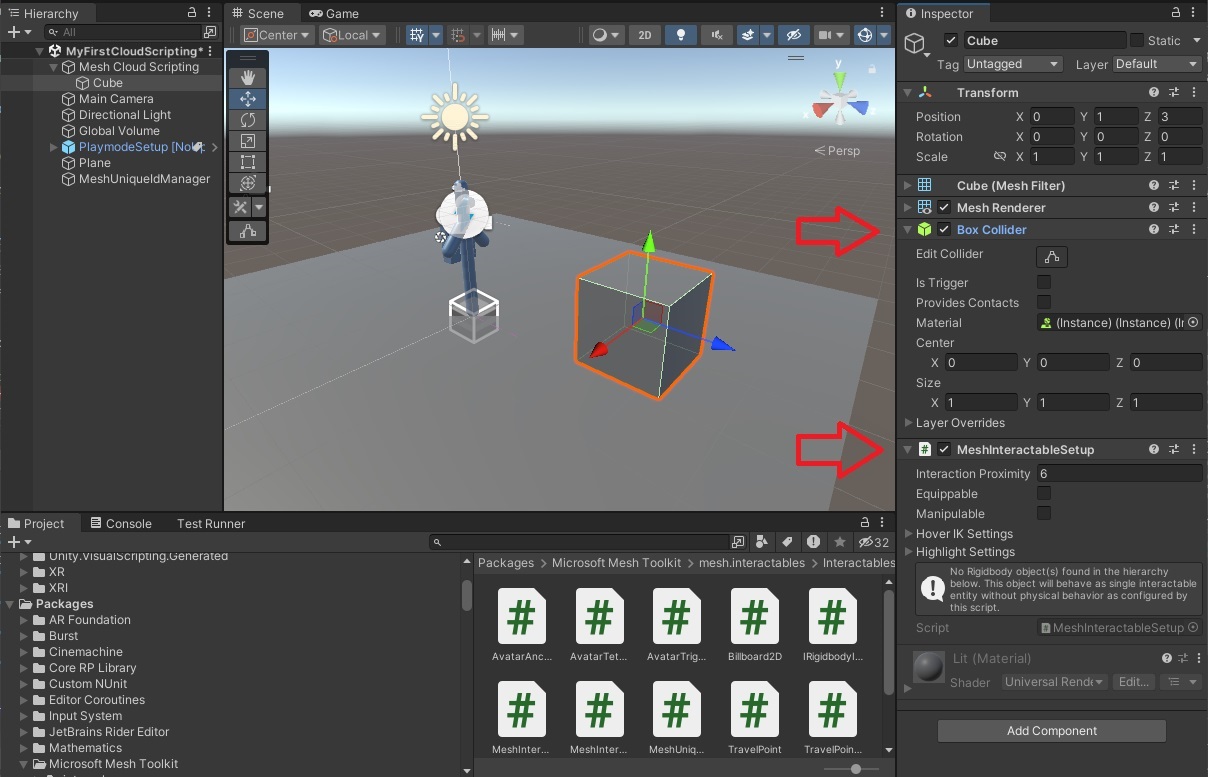 Hierarchy
All
MyFirstCloudScripting*
Mesh Cloud Scripting
Cube
Main Camera
Directional Light
Global Volume
PlaymodeSetup
Plane
MeshUniqueIdManager
Scene
Game
Center
Local
2D
y
x
z
Persp
Inspector
Cube
Static
Tag Untagged Layer Default
Transform
Position X 0 Y 1 Z 3
Rotation X 0 Y 0 Z 0
Scale X 1 Y 1 Z 1
Cube (Mesh Filter)
Mesh Renderer
Box Collider
Edit Collider
Is Trigger
Provides Contacts
Material (Instance) (Instance) (Ir
Center
X 0 Y 0 Z 0
Size
X 1 Y 1 Z 1
Layer Overrides
# MeshInteractableSetup
Interaction Proximity 6
Equippable
Manipulable
Hover IK Settings
Highlight Settings
No Rigidbody object(s) found in the hierarchy
below. This object will behave as single interactable
entity without physical behavior as configured by
this script.
Script MeshInteractableSetup
Lit (Material)
Shader Universal Rende Edit...
Add Component
Project
Console
Test Runner
32
Unity.VisualScripting.Generated
XR
XRI
Packages
AR Foundation
Burst
Cinemachine
Core RP Library
Custom NUnit
Editor Coroutines
Input System
JetBrains Rider Editor
Mathematics
Microsoft Mesh Toolkit
Packages > Microsoft Mesh Toolkit > mesh.interactables > Interactables
# # # # #
AvatarAnc... AvatarTet... AvatarTrig... Billboard2D IRigidbodyI...
# # # # #
MeshInter... MeshInter... MeshUniq... TravelPoint TravelPoin...